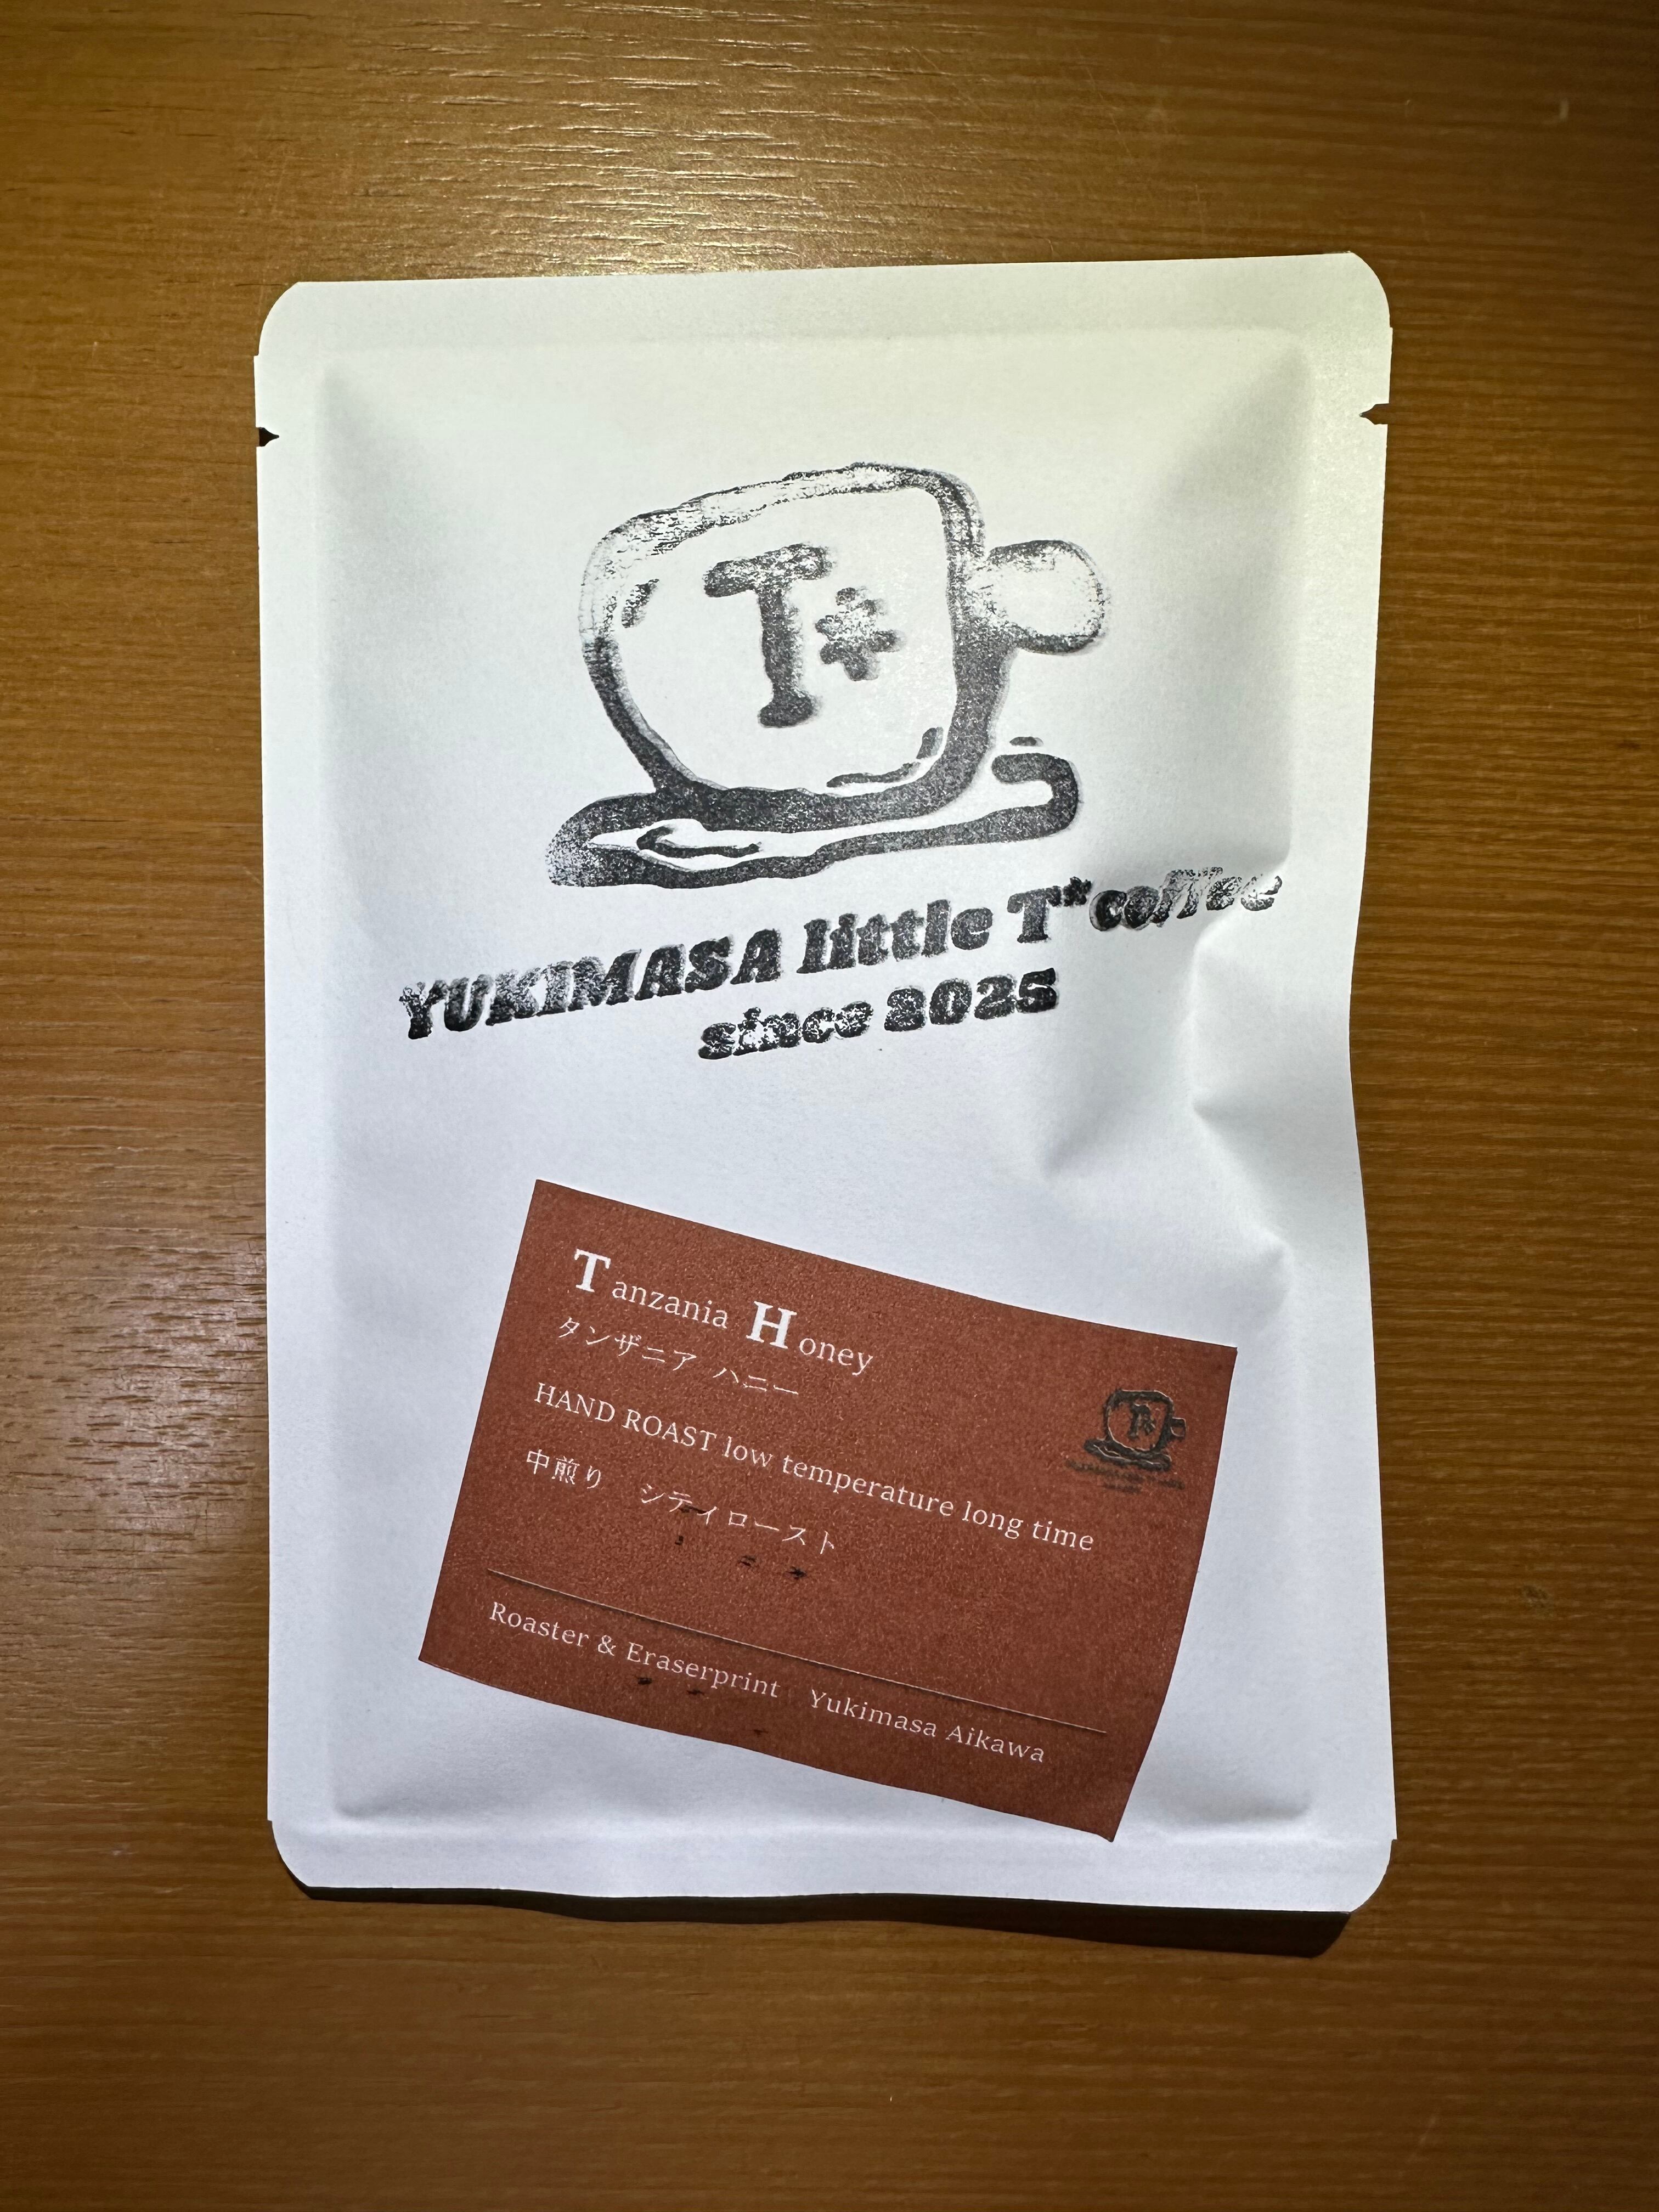 T*
YUKIMASA little T*coffee
since 2025
Tanzania Honey
タンザニア ハニー
HAND ROAST low temperature long time
中煎り　シティロースト
Roaster & Eraserprint　Yukimasa Aikawa